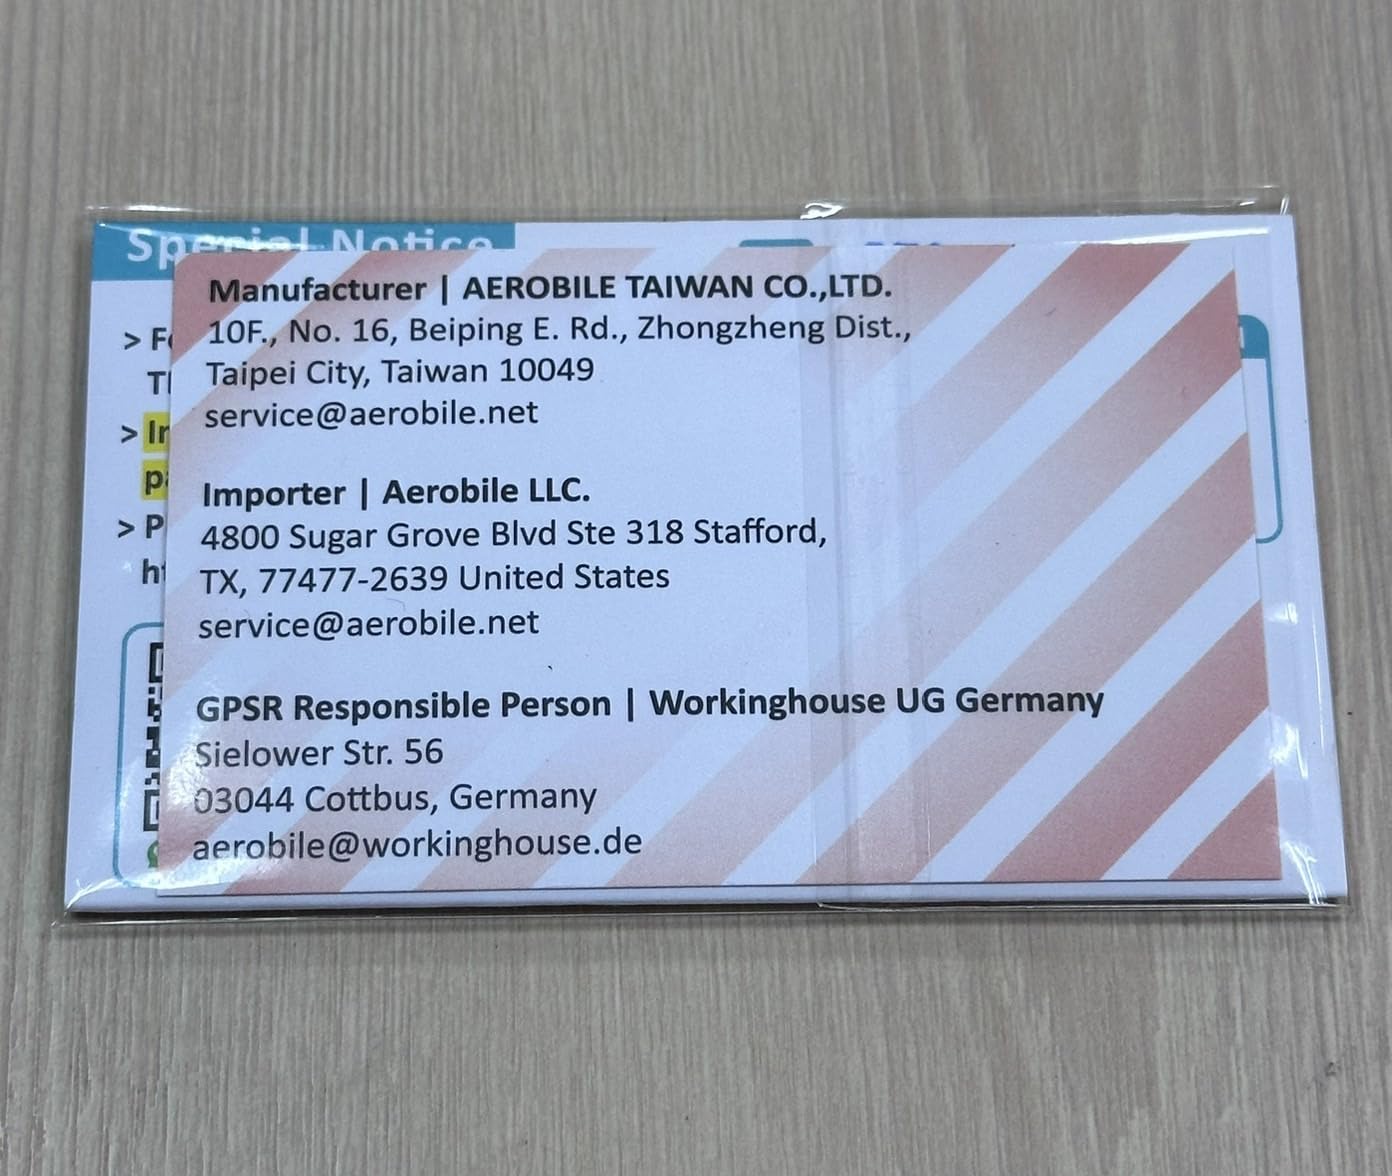 Special Notice
Manufacturer | AEROBILE TAIWAN CO.,LTD.
10F., No. 16, Beiping E. Rd., Zhongzheng Dist.,
Taipei City, Taiwan 10049
service@aerobile.net
Importer | Aerobile LLC.
4800 Sugar Grove Blvd Ste 318 Stafford,
TX, 77477-2639 United States
service@aerobile.net
GPSR Responsible Person | Workinghouse UG Germany
Sielower Str. 56
03044 Cottbus, Germany
aerobile@workinghouse.de